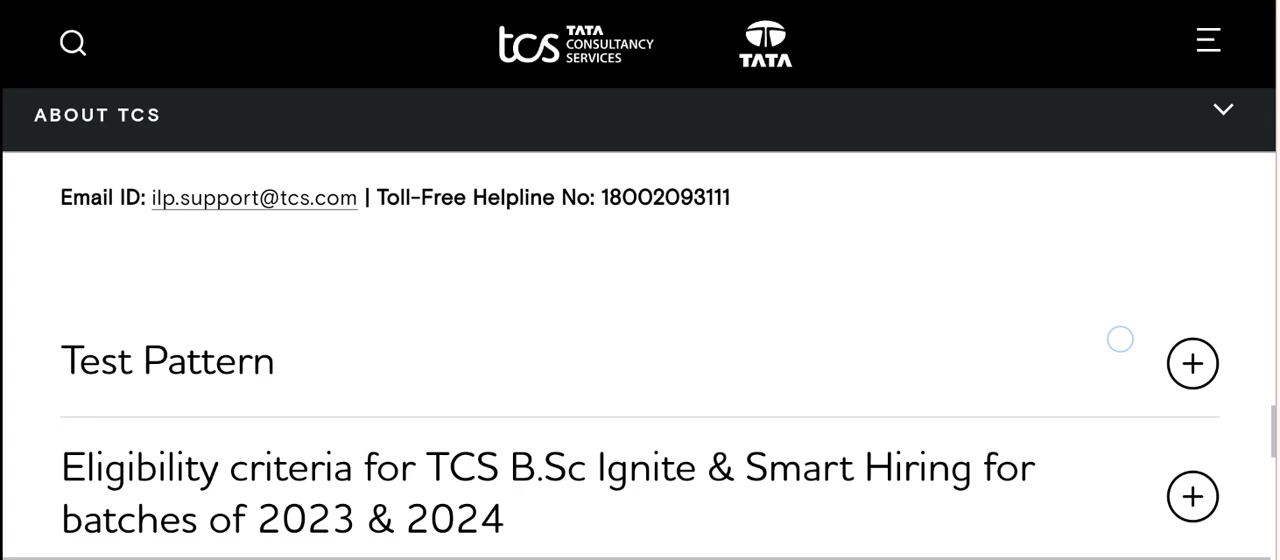 tcs TATA
CONSULTANCY
SERVICES
TATA
ABOUT TCS
Email ID: ilp.support@tcs.com | Toll-Free Helpline No: 18002093111
Test Pattern
Eligibility criteria for TCS B.Sc Ignite & Smart Hiring for
batches of 2023 & 2024